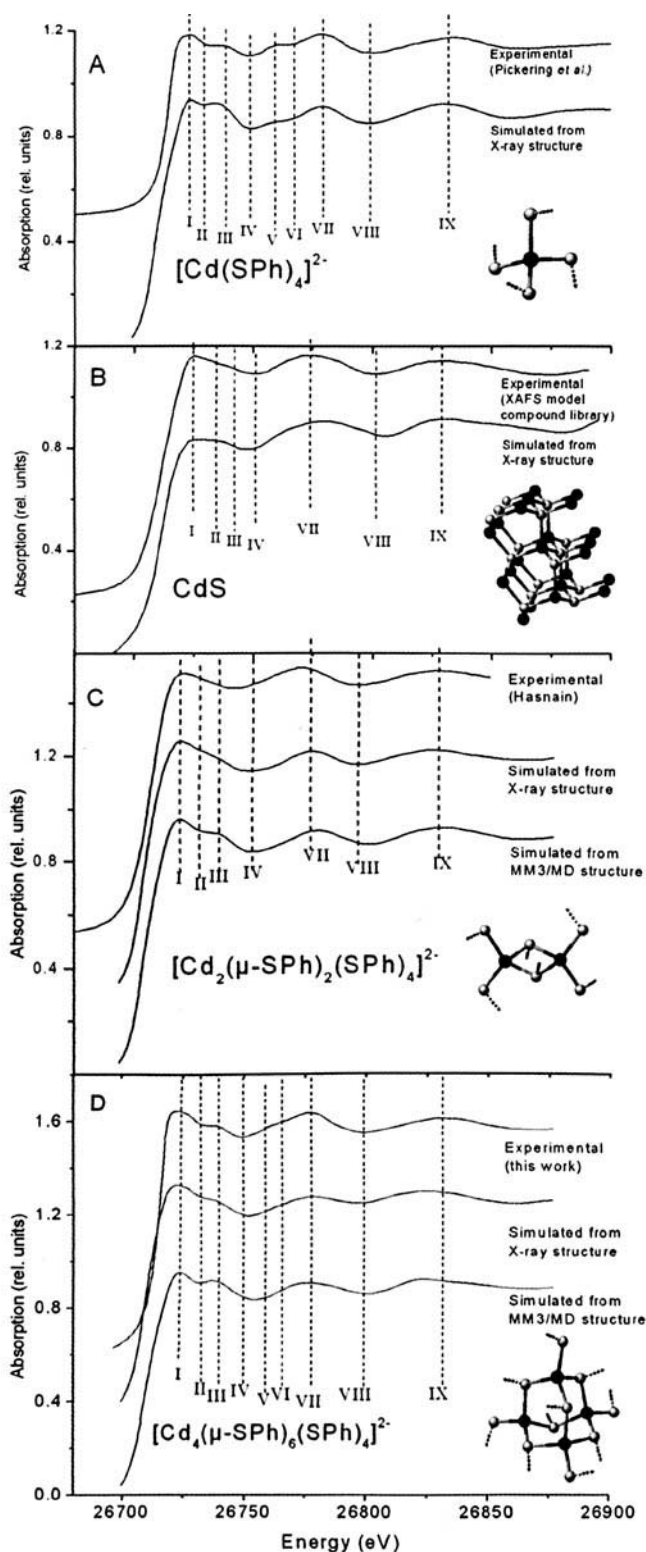 1.2
A
Experimental
(Pickering et al.)
0.8
Simulated from
X-ray structure
I II III IV V VI VII VIII IX
0.4
[Cd(SPh)₄]²⁻
Absorption (rel. units)
1.2
B
Experimental
(XAFS model
compound library)
Simulated from
X-ray structure
0.8
I II III IV VII VIII IX
0.4
CdS
Absorption (rel. units)
C
Experimental
(Hasnain)
1.2
Simulated from
X-ray structure
0.8
Simulated from
MM3/MD structure
I II III IV VII VIII IX
0.4
[Cd₂(μ-SPh)₂(SPh)₄]²⁻
Absorption (rel. units)
D
1.6
Experimental
(this work)
1.2
Simulated from
X-ray structure
0.8
Simulated from
MM3/MD structure
I II III IV V VI VII VIII IX
0.4
[Cd₄(μ-SPh)₆(SPh)₄]²⁻
0.0
Absorption (rel. units)
26700 26750 26800 26850 26900
Energy (eV)